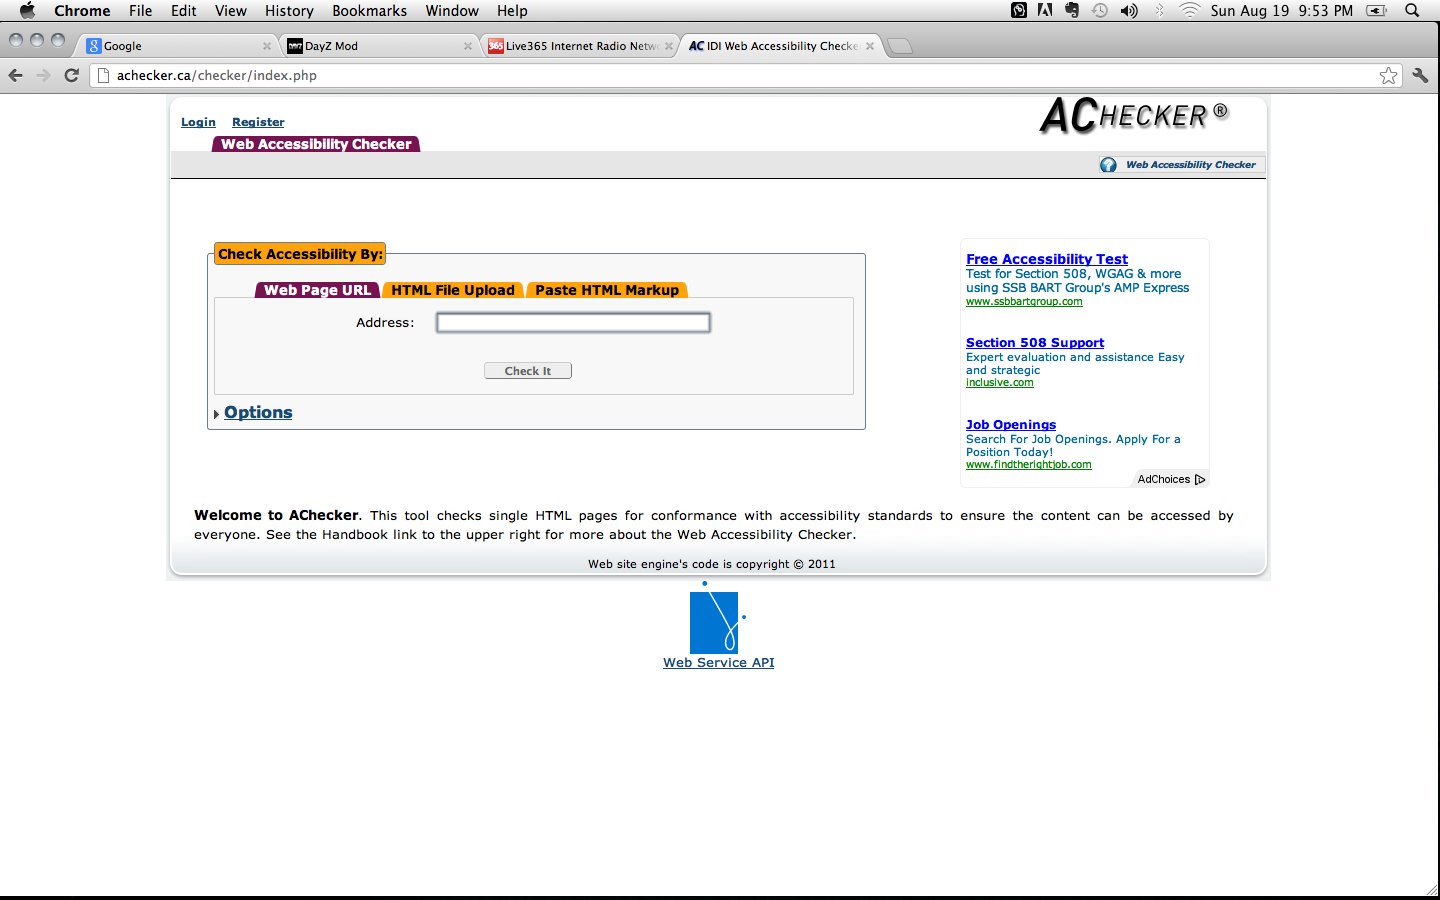 Chrome File Edit View History Bookmarks Window Help Sun Aug 19 9:53 PM
Google DayZ Mod Live365 Internet Radio Netw AC IDI Web Accessibility Checke
achecker.ca/checker/index.php
Login Register
ACHECKER ®
Web Accessibility Checker
? Web Accessibility Checker
Check Accessibility By:
Web Page URL HTML File Upload Paste HTML Markup
Address:
Check It
Options
Free Accessibility Test
Test for Section 508, WGAG & more
using SSB BART Group's AMP Express
www.ssbbartgroup.com
Section 508 Support
Expert evaluation and assistance Easy
and strategic
inclusive.com
Job Openings
Search For Job Openings. Apply For a
Position Today!
www.findtherightjob.com
AdChoices
Welcome to AChecker. This tool checks single HTML pages for conformance with accessibility standards to ensure the content can be accessed by
everyone. See the Handbook link to the upper right for more about the Web Accessibility Checker.
Web site engine's code is copyright © 2011
Web Service API